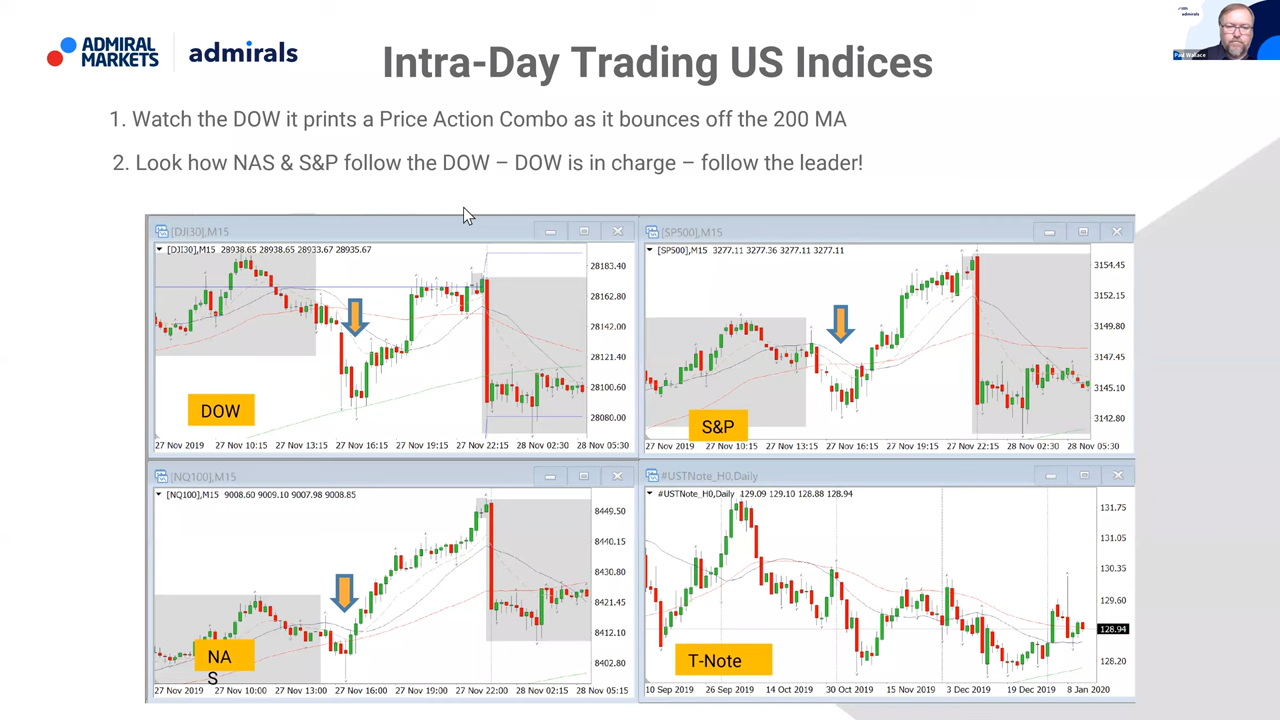 ADMIRAL
MARKETS
admirals
Intra-Day Trading US Indices
admirals
Paul Wallace
1. Watch the DOW it prints a Price Action Combo as it bounces off the 200 MA
2. Look how NAS & S&P follow the DOW – DOW is in charge – follow the leader!
[DJI30],M15
[DJI30],M15 28938.65 28938.65 28933.67 28935.67
28183.40
28162.80
28142.00
28121.40
28100.60
28080.00
DOW
27 Nov 2019 27 Nov 10:15 27 Nov 13:15 27 Nov 16:15 27 Nov 19:15 27 Nov 22:15 28 Nov 02:30 28 Nov 05:30
[SP500],M15
[SP500],M15 3277.11 3277.36 3277.11 3277.11
3154.45
3152.15
3149.80
3147.45
3145.10
3142.80
S&P
27 Nov 2019 27 Nov 10:15 27 Nov 13:15 27 Nov 16:15 27 Nov 19:15 27 Nov 22:15 28 Nov 02:30 28 Nov 05:30
[NQ100],M15
[NQ100],M15 9008.60 9009.10 9007.98 9008.85
8449.50
8440.15
8430.80
8421.45
8412.10
8402.80
NA
S
27 Nov 2019 27 Nov 10:00 27 Nov 13:00 27 Nov 16:00 27 Nov 19:00 27 Nov 22:00 28 Nov 02:15 28 Nov 05:15
#USTNote_H0,Daily
#USTNote_H0,Daily 129.09 129.10 128.88 128.94
131.75
131.05
130.35
129.60
128.94
128.20
T-Note
10 Sep 2019 26 Sep 2019 14 Oct 2019 30 Oct 2019 15 Nov 2019 3 Dec 2019 19 Dec 2019 8 Jan 2020